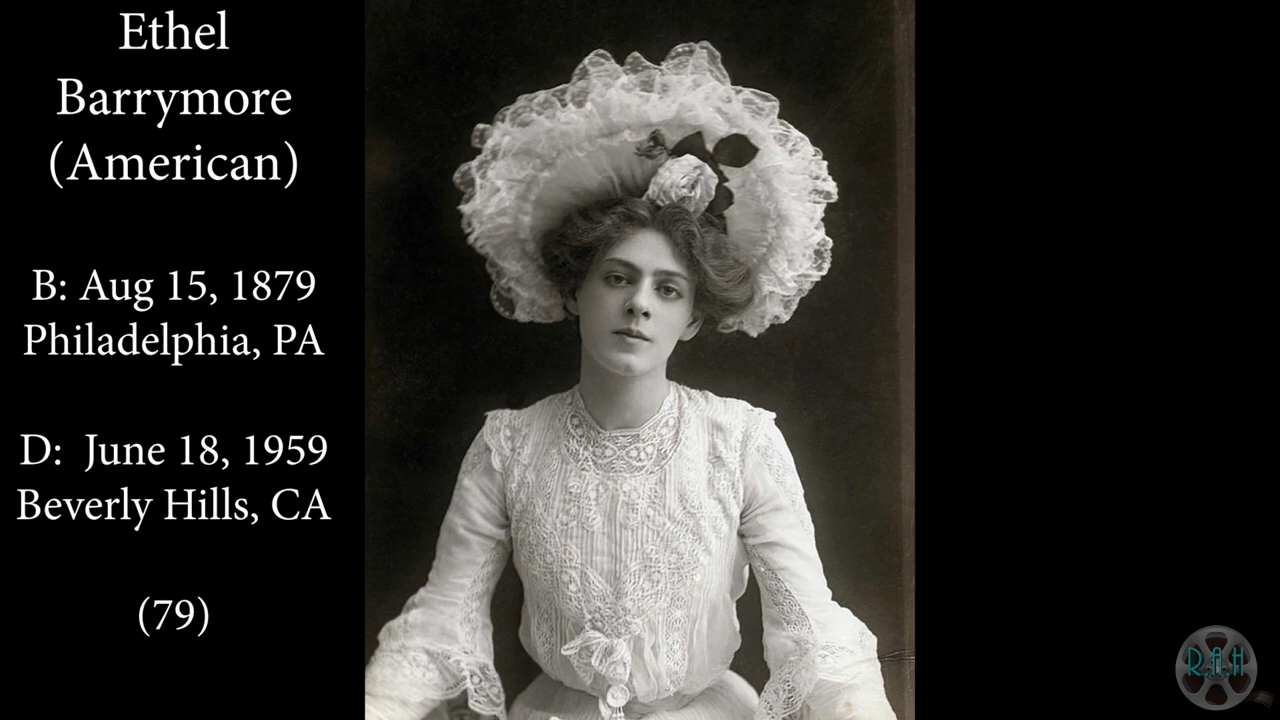 Ethel
Barrymore
(American)
B: Aug 15, 1879
Philadelphia, PA
D: June 18, 1959
Beverly Hills, CA
(79)
R.A.H